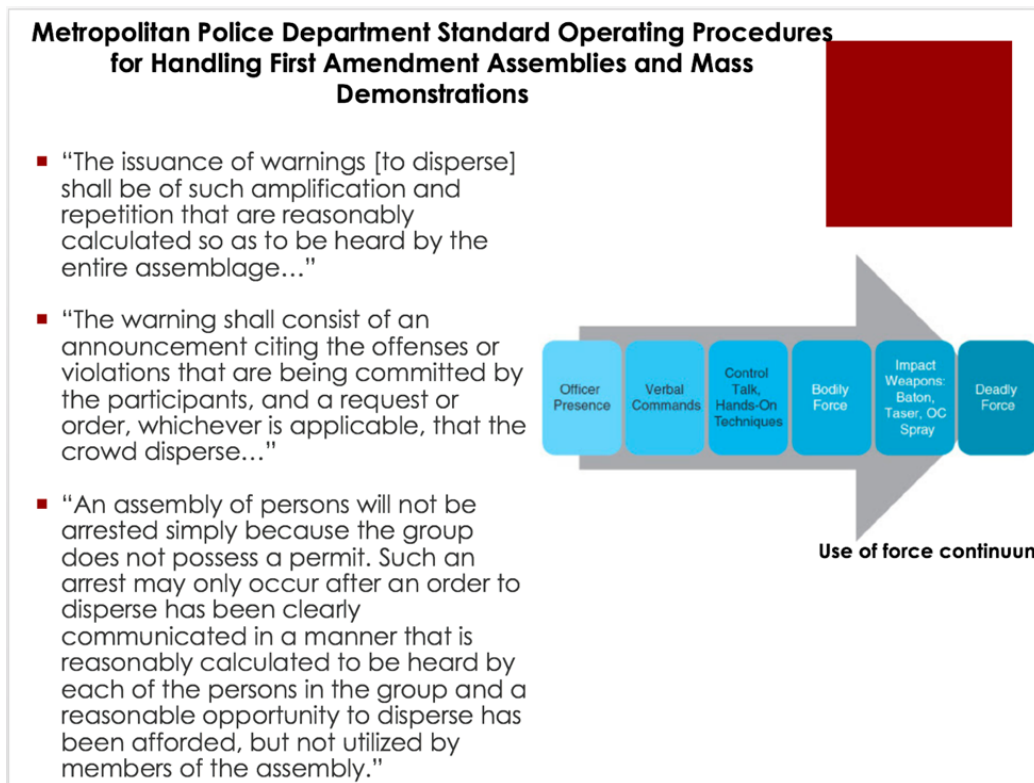 Metropolitan Police Department Standard Operating Procedures
for Handling First Amendment Assemblies and Mass
Demonstrations
▪ “The issuance of warnings [to disperse]
shall be of such amplification and
repetition that are reasonably
calculated so as to be heard by the
entire assemblage…”
▪ “The warning shall consist of an
announcement citing the offenses or
violations that are being committed by
the participants, and a request or
order, whichever is applicable, that the
crowd disperse…”
▪ “An assembly of persons will not be
arrested simply because the group
does not possess a permit. Such an
arrest may only occur after an order to
disperse has been clearly
communicated in a manner that is
reasonably calculated to be heard by
each of the persons in the group and a
reasonable opportunity to disperse has
been afforded, but not utilized by
members of the assembly.”
Officer
Presence
Verbal
Commands
Control
Talk,
Hands-On
Techniques
Bodily
Force
Impact
Weapons:
Baton,
Taser, OC
Spray
Deadly
Force
Use of force continuum